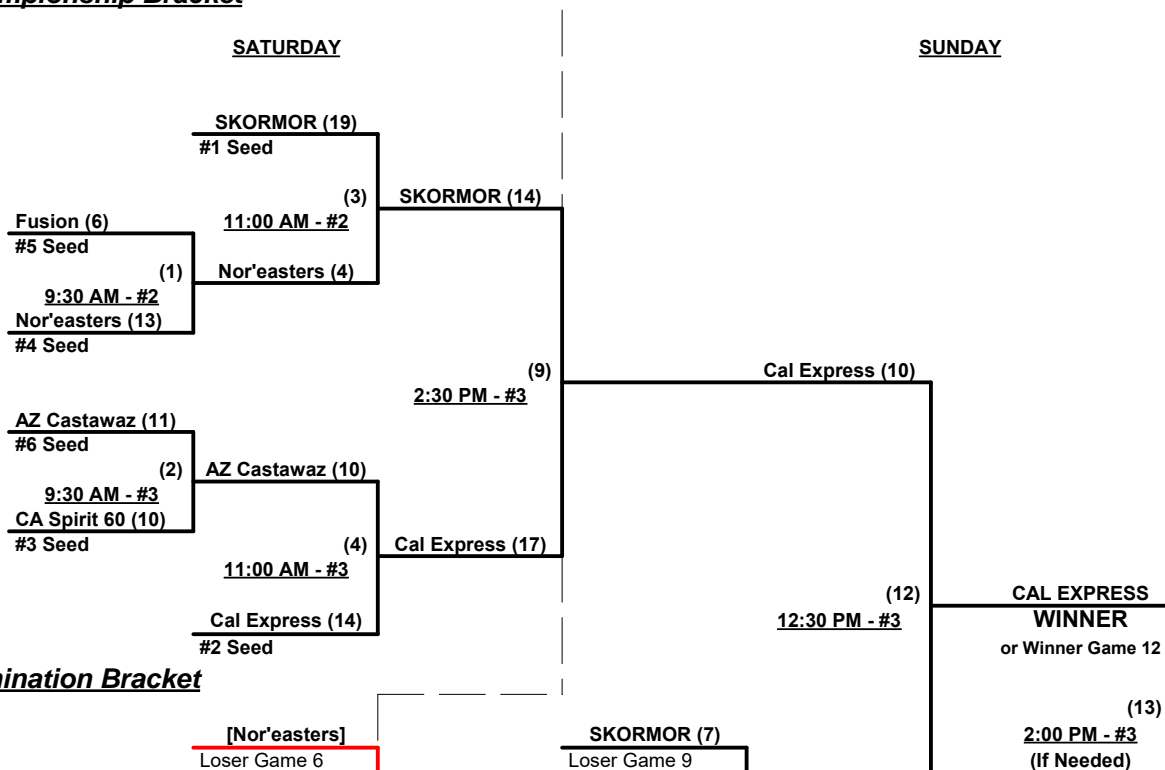 SATURDAY
SUNDAY
SKORMOR (19)
#1 Seed
(3)
11:00 AM - #2
SKORMOR (14)
Fusion (6)
#5 Seed
(1)
9:30 AM - #2
Nor'easters (4)
Nor'easters (13)
#4 Seed
(9)
2:30 PM - #3
Cal Express (10)
AZ Castawaz (11)
#6 Seed
(2)
9:30 AM - #3
AZ Castawaz (10)
CA Spirit 60 (10)
#3 Seed
(4)
11:00 AM - #3
Cal Express (17)
Cal Express (14)
#2 Seed
(12)
12:30 PM - #3
CAL EXPRESS
WINNER
or Winner Game 12
Bracket
(13)
2:00 PM - #3
(If Needed)
[Nor'easters]
Loser Game 6
SKORMOR (7)
Loser Game 9